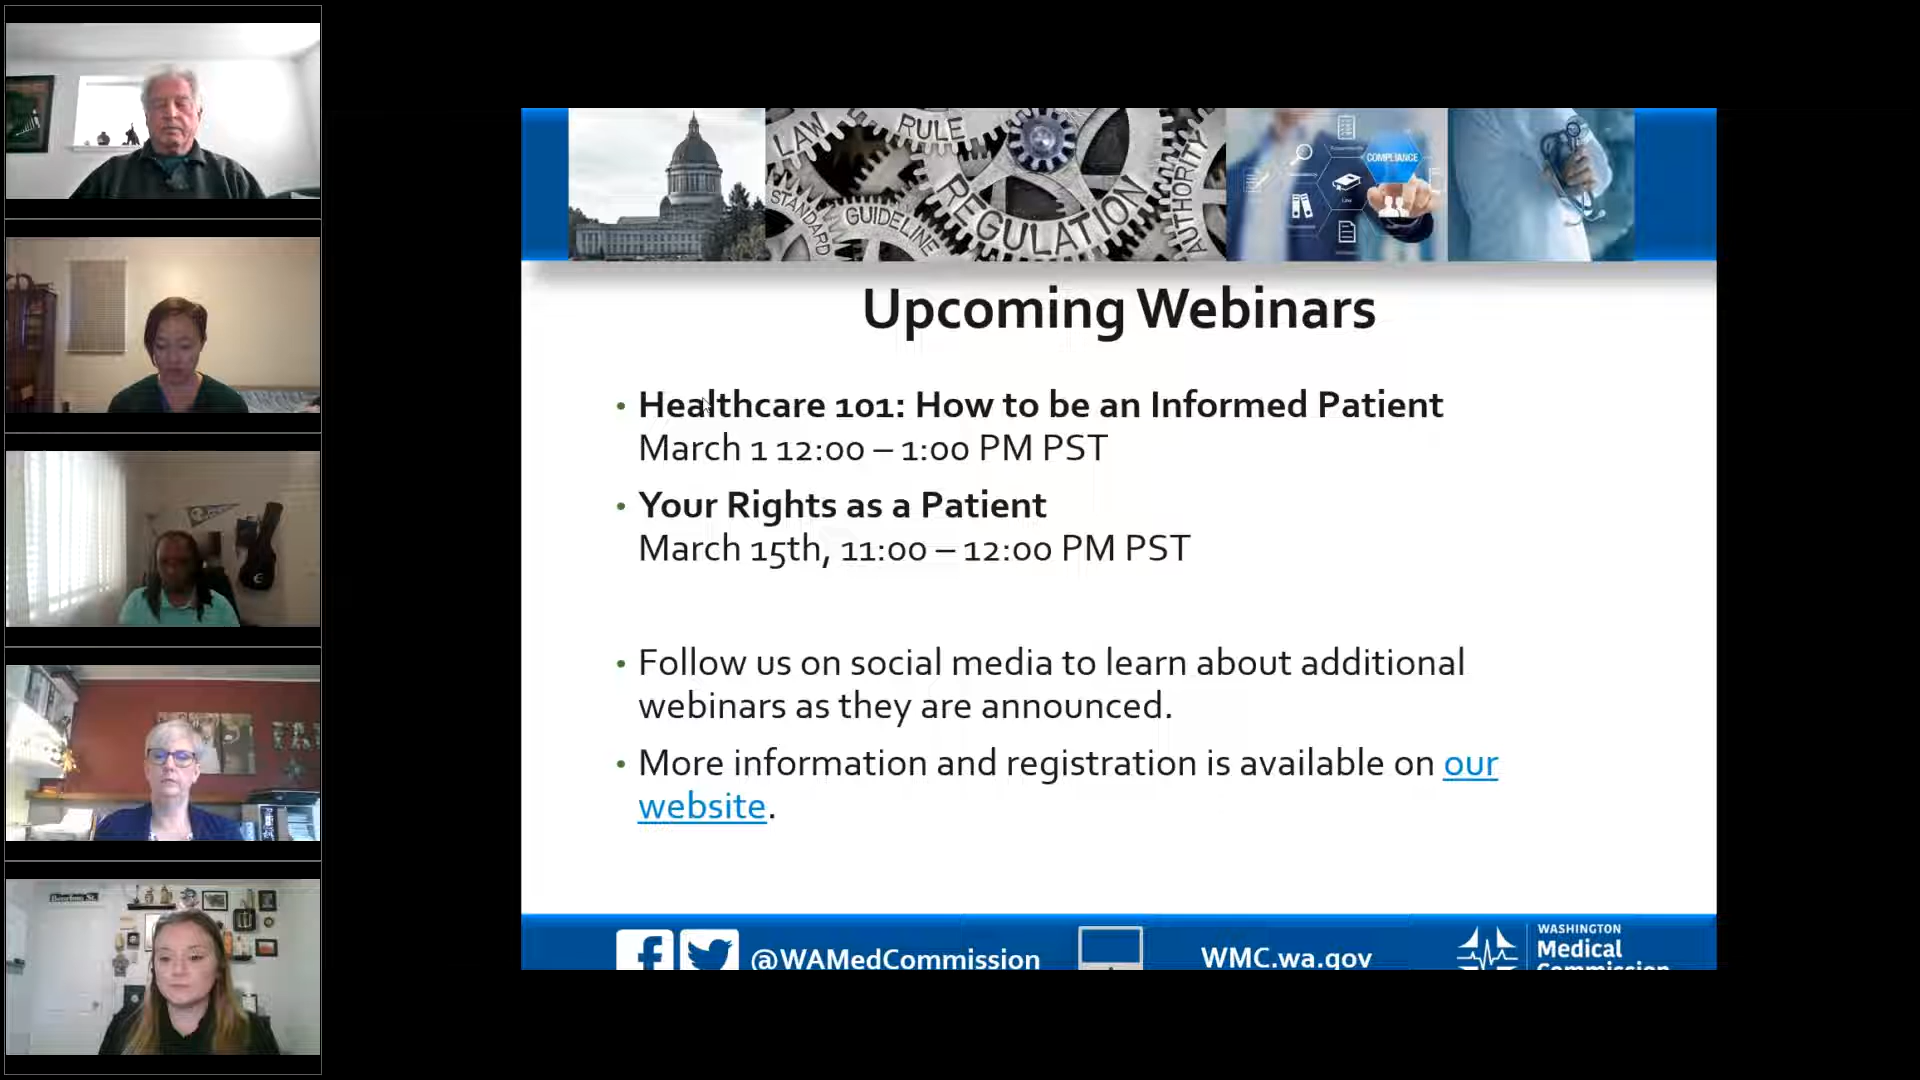 LAW
RULE
REGULATION
AUTHORITY
STANDARD
GUIDELINE
COMPLIANCE
Law
Upcoming Webinars
• Healthcare 101: How to be an Informed Patient
March 1 12:00 – 1:00 PM PST
• Your Rights as a Patient
March 15th, 11:00 – 12:00 PM PST
• Follow us on social media to learn about additional
webinars as they are announced.
• More information and registration is available on our
website.
@WAMedCommission
WMC.wa.gov
WASHINGTON
Medical
Commission
Bourbon St.